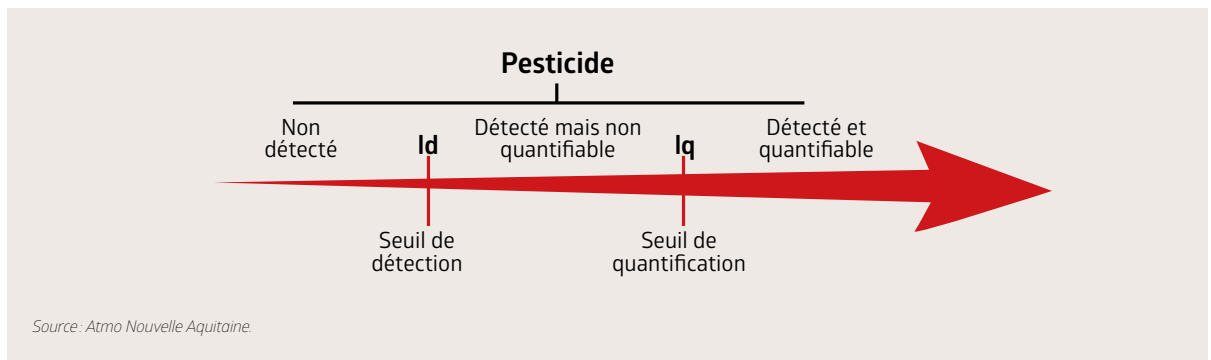 Pesticide
Non
détecté
ld
Détecté mais non
quantifiable
lq
Détecté et
quantifiable
Seuil de
détection
Seuil de
quantification
Source : Atmo Nouvelle Aquitaine.